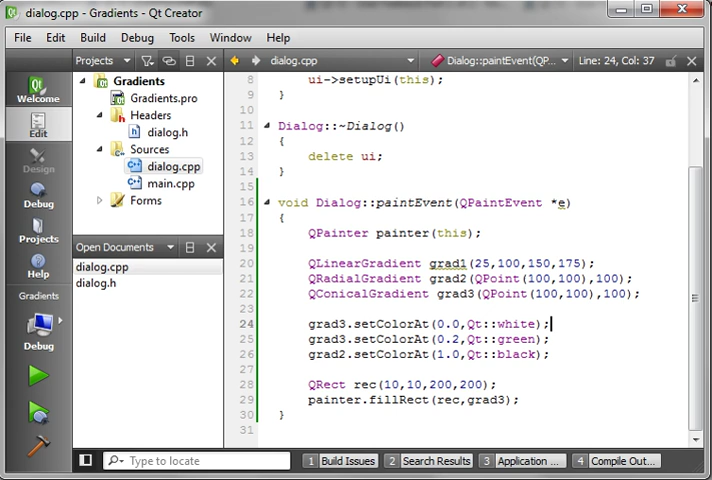 dialog.cpp - Gradients - Qt Creator
File Edit Build Debug Tools Window Help
Projects dialog.cpp Dialog::paintEvent(QP... Line: 24, Col: 37
Welcome
Edit
Design
Debug
Projects
Help
Gradients
Debug
Gradients
Gradients.pro
Headers
dialog.h
Sources
dialog.cpp
main.cpp
Forms
Open Documents
dialog.cpp
dialog.h
8 ui->setupUi(this);
9 }
10
11 Dialog::~Dialog()
12 {
13 delete ui;
14 }
15
16 void Dialog::paintEvent(QPaintEvent *e)
17 {
18 QPainter painter(this);
19
20 QLinearGradient grad1(25,100,150,175);
21 QRadialGradient grad2(QPoint(100,100),100);
22 QConicalGradient grad3(QPoint(100,100),100);
23
24 grad3.setColorAt(0.0,Qt::white);
25 grad3.setColorAt(0.2,Qt::green);
26 grad2.setColorAt(1.0,Qt::black);
27
28 QRect rec(10,10,200,200);
29 painter.fillRect(rec,grad3);
30 }
31
Type to locate 1 Build Issues 2 Search Results 3 Application ... 4 Compile Out...